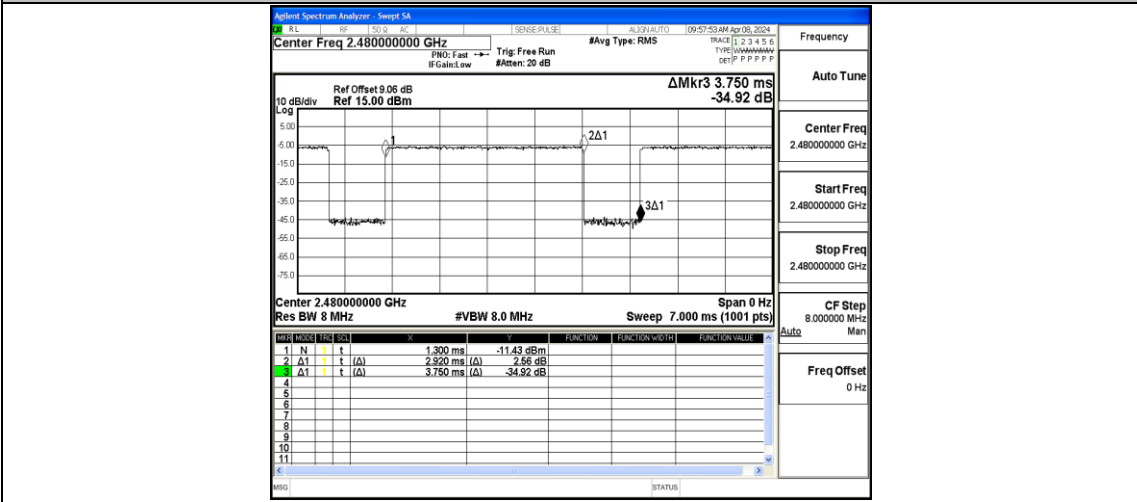 Agilent Spectrum Analyzer - Swept SA
RL RF 50 Ω AC SENSE:PULSE ALIGN AUTO 09:57:53 AM Apr 08, 2024
Center Freq 2.480000000 GHz
#Avg Type: RMS
TRACE 1 2 3 4 5 6
PNO: Fast
Trig: Free Run
TYPE
IFGain:Low
#Atten: 20 dB
DET P P P P P P
ΔMkr3 3.750 ms
-34.92 dB
Ref Offset 9.06 dB
10 dB/div Ref 15.00 dBm
Log
5.00
-5.00
-15.0
-25.0
-35.0
-45.0
-55.0
-65.0
-75.0
1
2Δ1
3Δ1
Center 2.480000000 GHz Span 0 Hz
Res BW 8 MHz #VBW 8.0 MHz Sweep 7.000 ms (1001 pts)
MKR MODE TRC SCL X Y FUNCTION FUNCTION WIDTH FUNCTION VALUE
1 N 1 t 1.300 ms -11.43 dBm
2 Δ1 1 t (Δ) 2.920 ms (Δ) 2.56 dB
3 Δ1 1 t (Δ) 3.750 ms (Δ) -34.92 dB
4
5
6
7
8
9
10
11
MSG STATUS
Frequency
Auto Tune
Center Freq
2.480000000 GHz
Start Freq
2.480000000 GHz
Stop Freq
2.480000000 GHz
CF Step
8.000000 MHz
Auto Man
Freq Offset
0 Hz